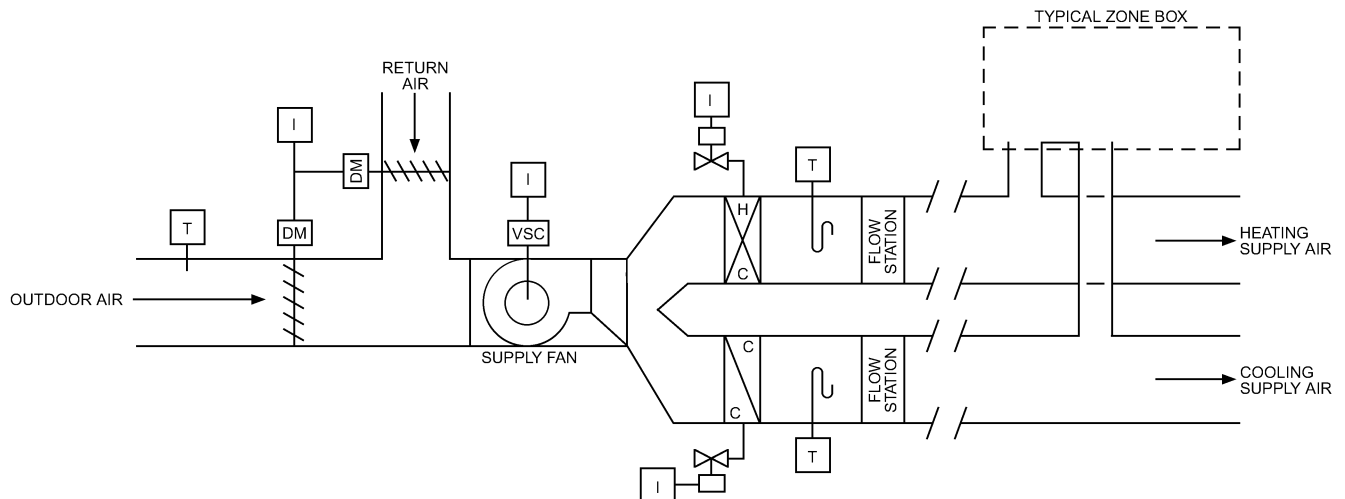 TYPICAL ZONE BOX
RETURN
AIR
I
I
DM
I
T
T
DM
VSC
H
C
FLOW
STATION
HEATING
SUPPLY AIR
OUTDOOR AIR
SUPPLY FAN
C
C
FLOW
STATION
COOLING
SUPPLY AIR
T
I